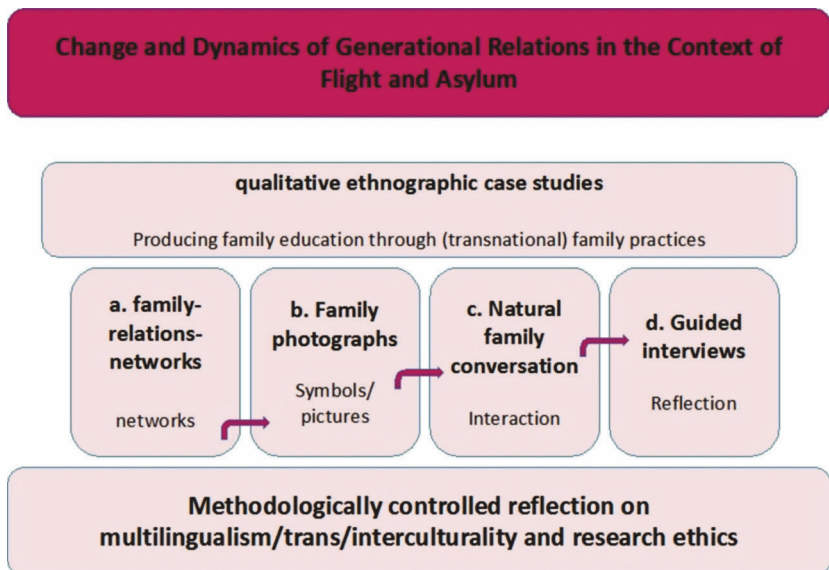 Change and Dynamics of Generational Relations in the Context of
Flight and Asylum
qualitative ethnographic case studies
Producing family education through (transnational) family practices
a. family-
relations-
networks
networks
b. Family
photographs
Symbols/
pictures
c. Natural
family
conversation
Interaction
d. Guided
interviews
Reflection
Methodologically controlled reflection on
multilingualism/trans/interculturality and research ethics